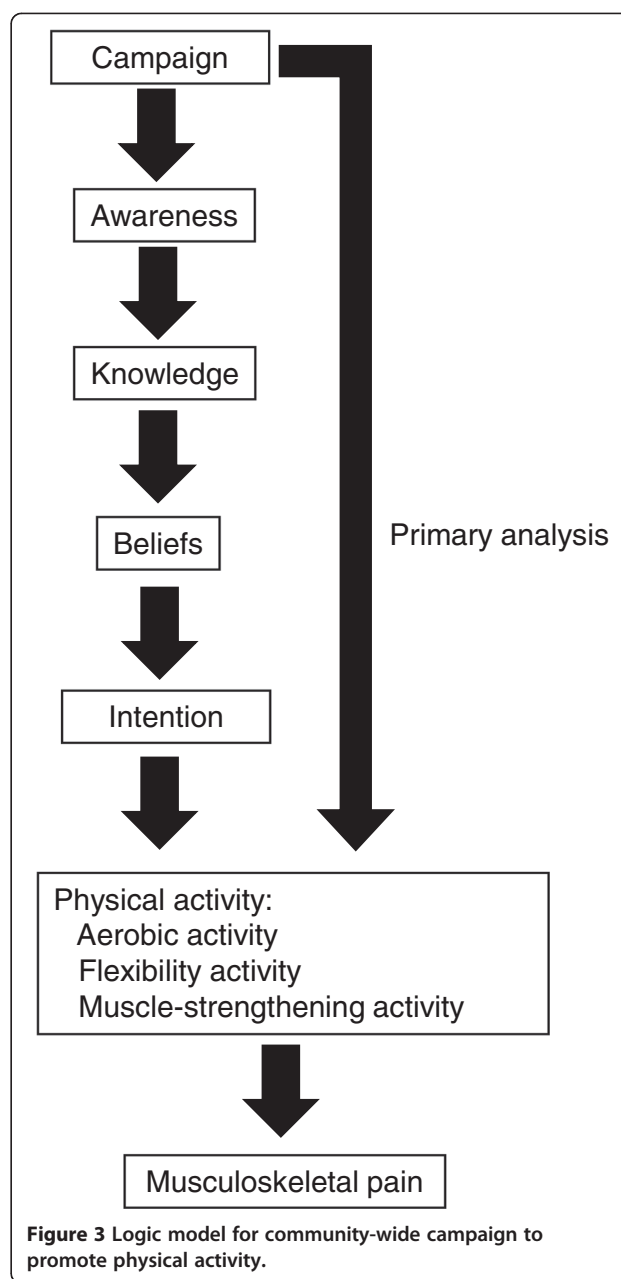 Campaign
Awareness
Knowledge
Beliefs
Primary analysis
Intention
Physical activity:
Aerobic activity
Flexibility activity
Muscle-strengthening activity
Musculoskeletal pain
Figure 3 Logic model for community-wide campaign to
promote physical activity.